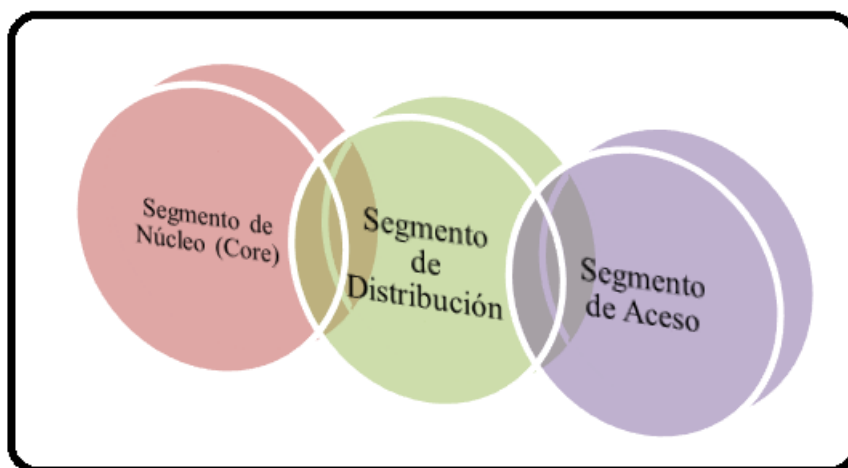 Segmento de
Núcleo (Core)
Segmento
de
Distribución
Segmento
de Aceso